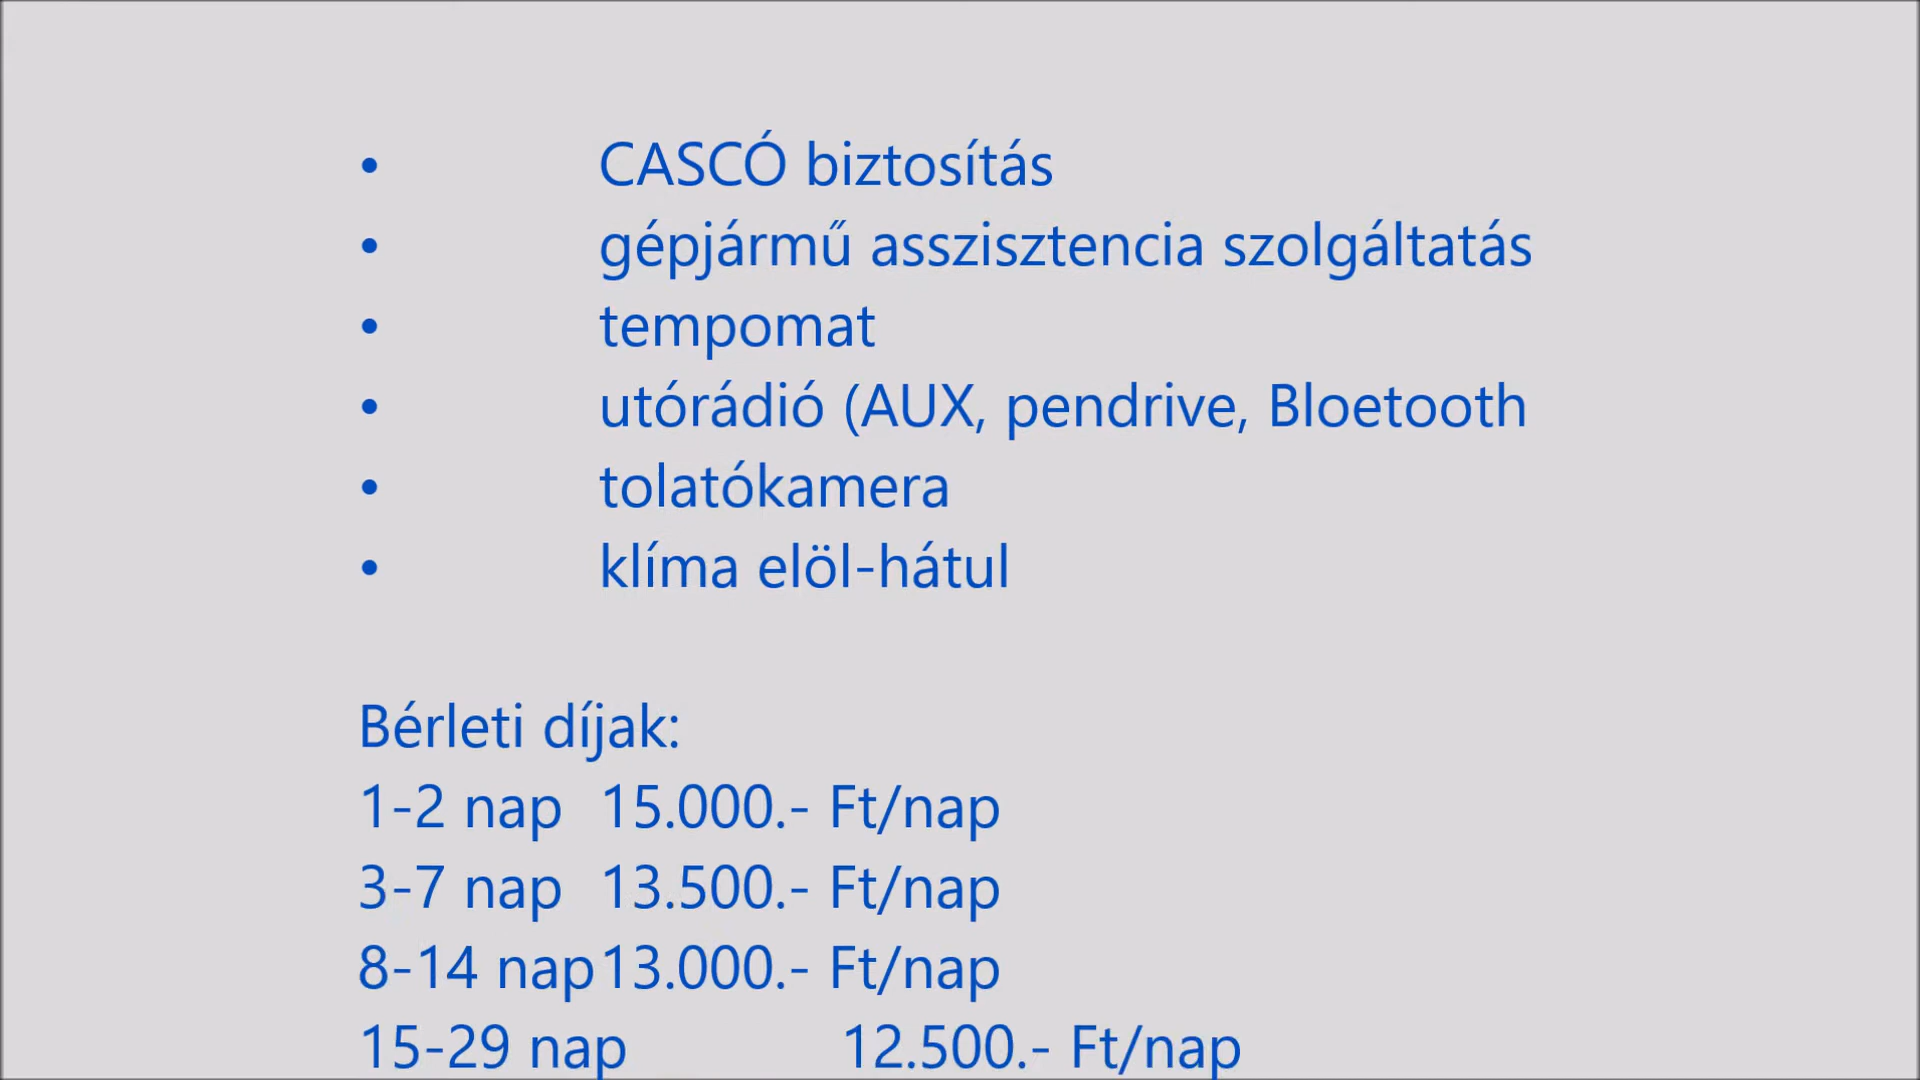 • CASCÓ biztosítás
• gépjármű asszisztencia szolgáltatás
• tempomat
• utórádió (AUX, pendrive, Bloetooth
• tolatókamera
• klíma elöl-hátul
Bérleti díjak:
1-2 nap 15.000.- Ft/nap
3-7 nap 13.500.- Ft/nap
8-14 nap 13.000.- Ft/nap
15-29 nap 12.500.- Ft/nap